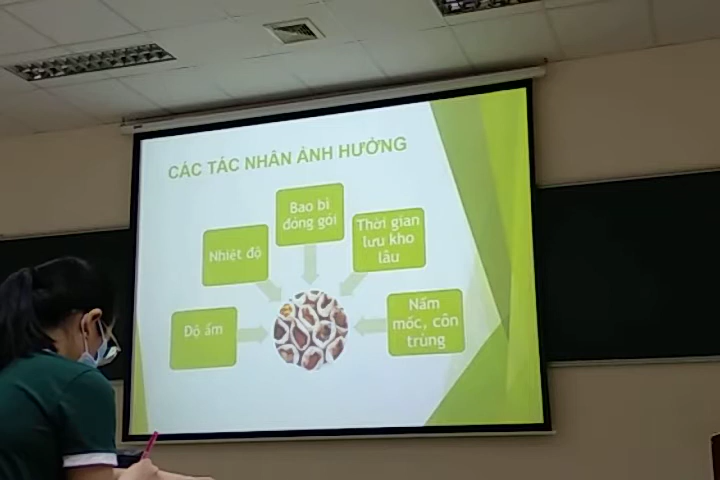 CÁC TÁC NHÂN ẢNH HƯỞNG
Bao bì
đóng gói
Thời gian
lưu kho
lâu
Nhiệt độ
Độ ẩm
Nấm
mốc, côn
trùng